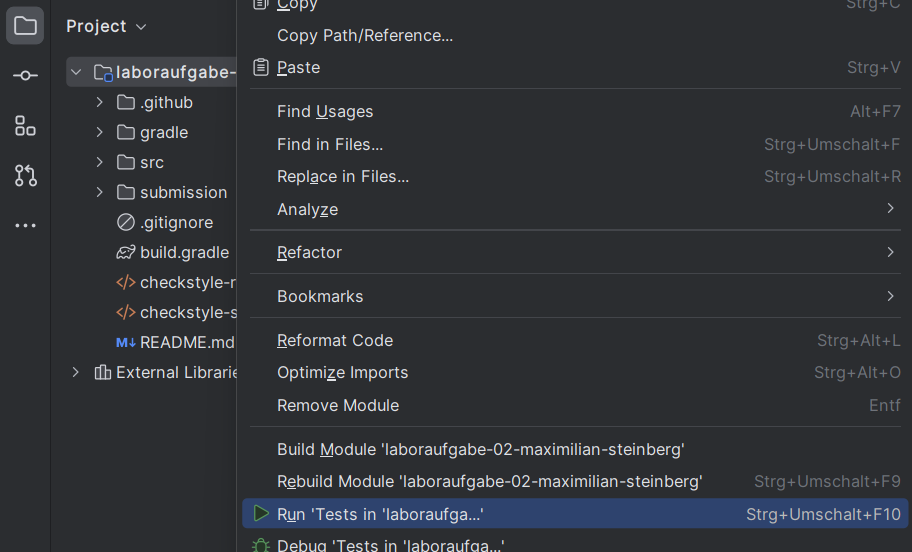 Project
laboraufgabe-
.github
gradle
src
submission
.gitignore
build.gradle
checkstyle-
checkstyle-s
README.md
External Librarie
Copy Strg+C
Copy Path/Reference...
Paste Strg+V
Find Usages Alt+F7
Find in Files... Strg+Umschalt+F
Replace in Files... Strg+Umschalt+R
Analyze
Refactor
Bookmarks
Reformat Code Strg+Alt+L
Optimize Imports Strg+Alt+O
Remove Module Entf
Build Module 'laboraufgabe-02-maximilian-steinberg'
Rebuild Module 'laboraufgabe-02-maximilian-steinberg' Strg+Umschalt+F9
Run 'Tests in 'laboraufga...' Strg+Umschalt+F10
Debug 'Tests in 'laboraufga...'